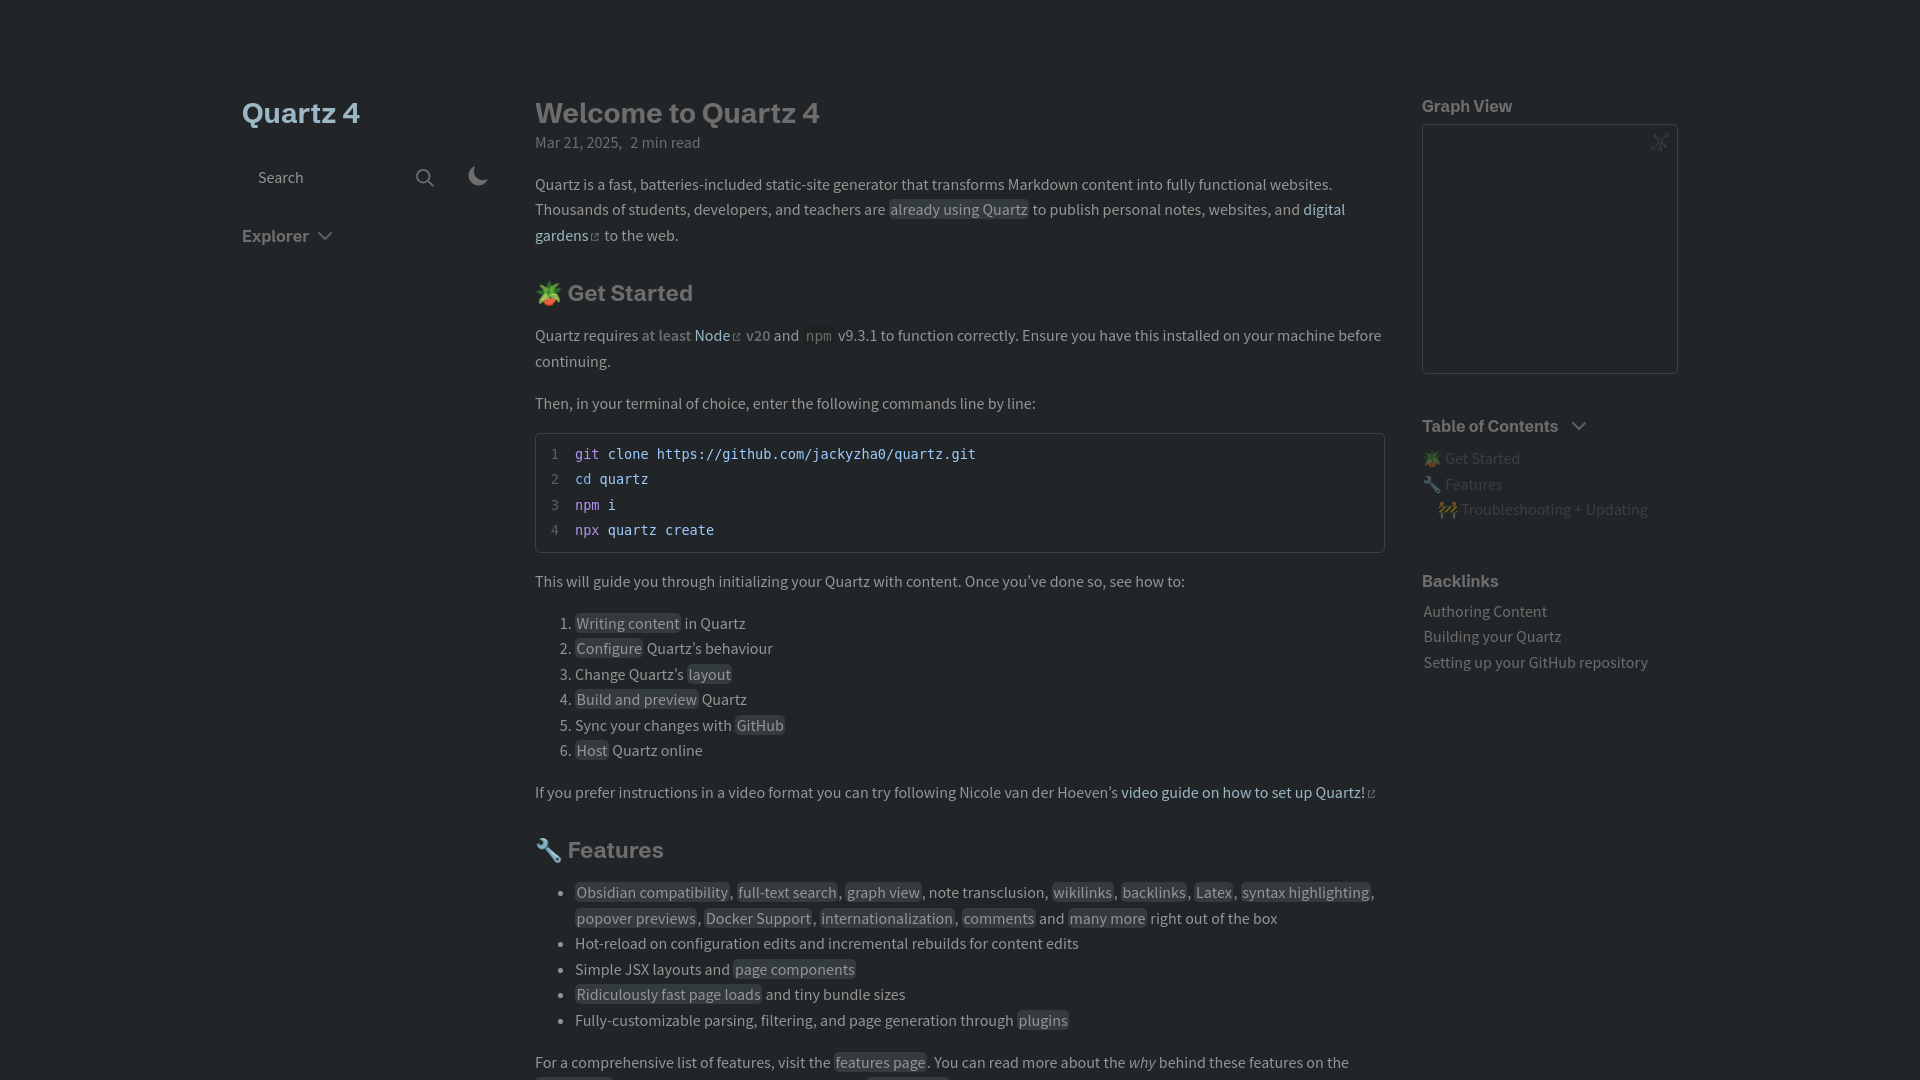 Quartz 4
Search
Explorer
Welcome to Quartz 4
Mar 21, 2025, 2 min read
Quartz is a fast, batteries-included static-site generator that transforms Markdown content into fully functional websites.
Thousands of students, developers, and teachers are already using Quartz to publish personal notes, websites, and digital
gardens to the web.
🪴 Get Started
Quartz requires at least Node v20 and npm v9.3.1 to function correctly. Ensure you have this installed on your machine before
continuing.
Then, in your terminal of choice, enter the following commands line by line:
1 git clone https://github.com/jackyzha0/quartz.git
2 cd quartz
3 npm i
4 npx quartz create
This will guide you through initializing your Quartz with content. Once you’ve done so, see how to:
1. Writing content in Quartz
2. Configure Quartz’s behaviour
3. Change Quartz’s layout
4. Build and preview Quartz
5. Sync your changes with GitHub
6. Host Quartz online
If you prefer instructions in a video format you can try following Nicole van der Hoeven’s video guide on how to set up Quartz!
🔧 Features
• Obsidian compatibility, full-text search, graph view, note transclusion, wikilinks, backlinks, Latex, syntax highlighting,
popover previews, Docker Support, internationalization, comments and many more right out of the box
• Hot-reload on configuration edits and incremental rebuilds for content edits
• Simple JSX layouts and page components
• Ridiculously fast page loads and tiny bundle sizes
• Fully-customizable parsing, filtering, and page generation through plugins
For a comprehensive list of features, visit the features page. You can read more about the why behind these features on the
Graph View
Table of Contents
🪴 Get Started
🔧 Features
🚧 Troubleshooting + Updating
Backlinks
Authoring Content
Building your Quartz
Setting up your GitHub repository